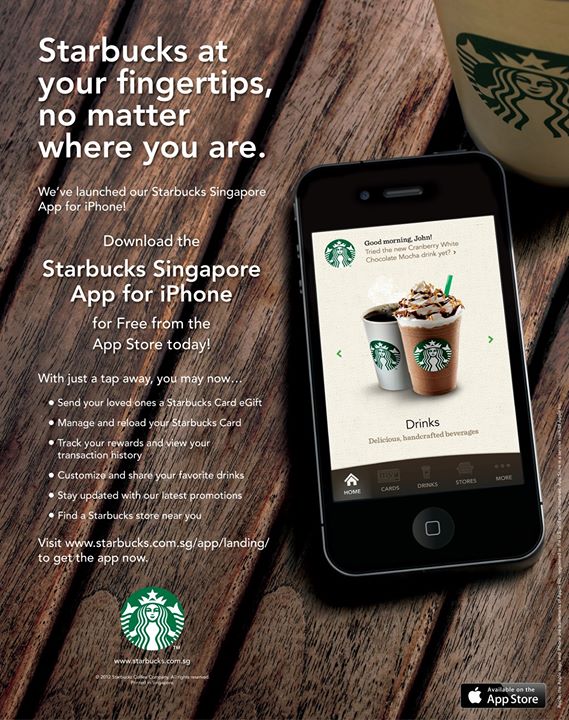 Starbucks at
your fingertips,
no matter
where you are.
We've launched our Starbucks Singapore
App for iPhone!
Download the
Starbucks Singapore
App for iPhone
for Free from the
App Store today!
With just a tap away, you may now...
• Send your loved ones a Starbucks Card eGift
• Manage and reload your Starbucks Card
• Track your rewards and view your
transaction history
• Customize and share your favorite drinks
• Stay updated with our latest promotions
• Find a Starbucks store near you
Visit www.starbucks.com.sg/app/landing/
to get the app now.
TM
www.starbucks.com.sg
© 2012 Starbucks Coffee Company. All rights reserved.
Printed in Singapore.
Good morning, John!
Tried the new Cranberry White
Chocolate Mocha drink yet? >
Drinks
Delicious, handcrafted beverages
HOME
CARDS
DRINKS
STORES
MORE
Available on the
App Store